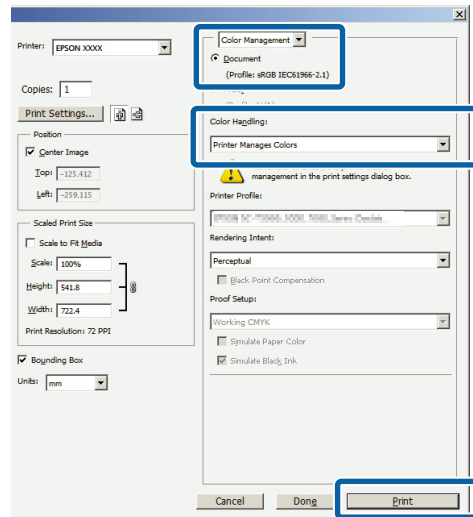 Printer:
EPSON XXXX
Copies:
1
Print Settings...
Position
Center Image
Top:
-125.412
Left:
-259.115
Scaled Print Size
Scale to Fit Media
Scale:
100%
Height:
541.8
Width:
722.4
Print Resolution: 72 PPI
Bounding Box
Units:
mm
Color Management
Document
(Profile: sRGB IEC61966-2.1)
Color Handling:
Printer Manages Colors
management in the print settings dialog box.
Printer Profile:
Rendering Intent:
Perceptual
Black Point Compensation
Proof Setup:
Working CMYK
Simulate Paper Color
Simulate Black Ink
Cancel
Done
Print